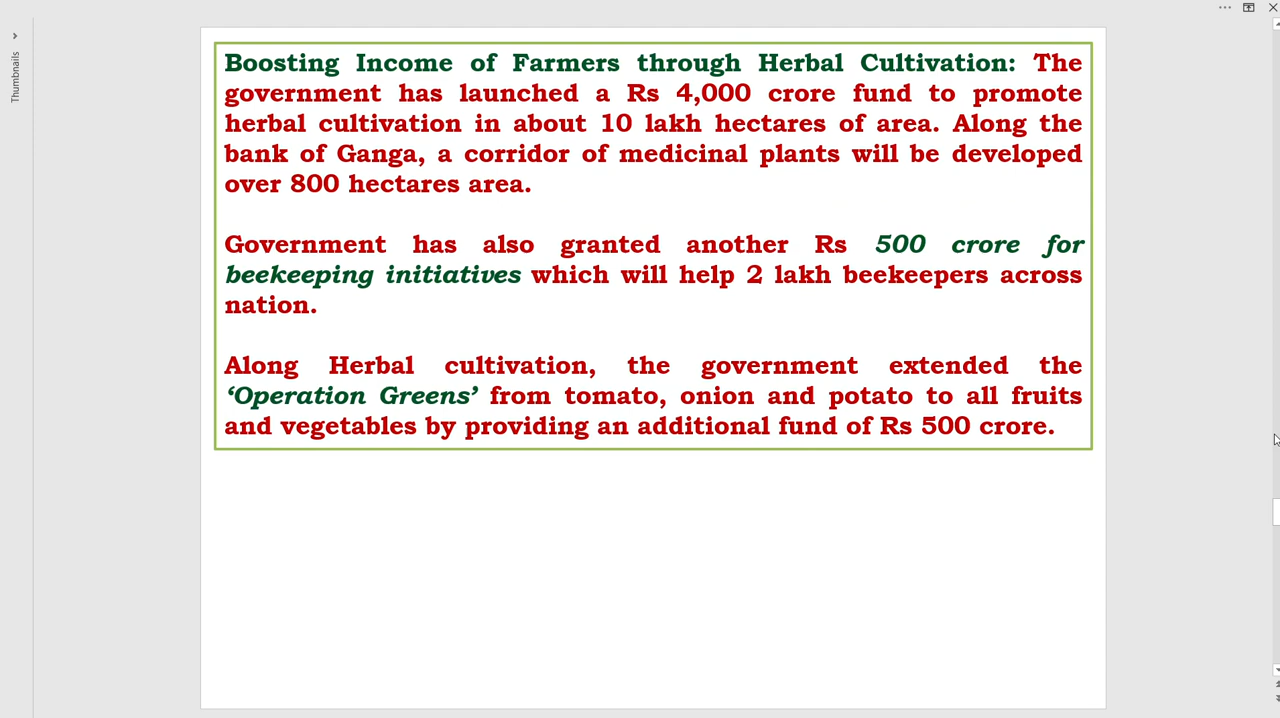 Thumbnails
Boosting Income of Farmers through Herbal Cultivation: The
government has launched a Rs 4,000 crore fund to promote
herbal cultivation in about 10 lakh hectares of area. Along the
bank of Ganga, a corridor of medicinal plants will be developed
over 800 hectares area.
Government has also granted another Rs 500 crore for
beekeeping initiatives which will help 2 lakh beekeepers across
nation.
Along Herbal cultivation, the government extended the
‘Operation Greens’ from tomato, onion and potato to all fruits
and vegetables by providing an additional fund of Rs 500 crore.